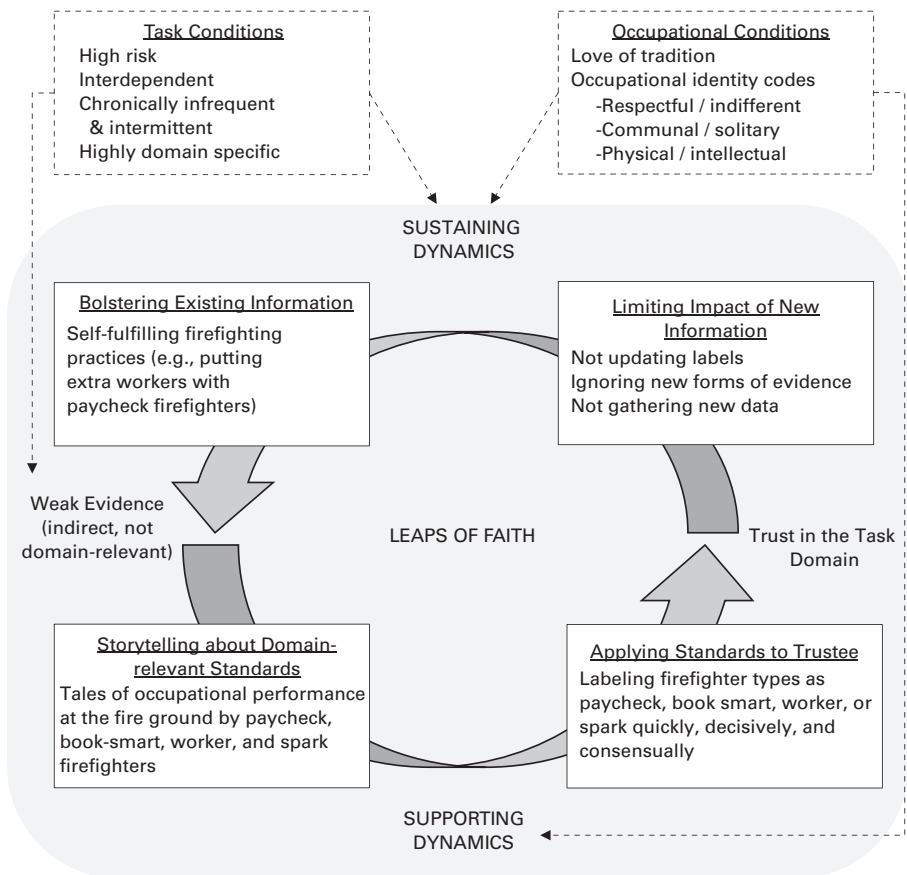 Task Conditions
High risk
Interdependent
Chronically infrequent
& intermittent
Highly domain specific
Occupational Conditions
Love of tradition
Occupational identity codes
-Respectful / indifferent
-Communal / solitary
-Physical / intellectual
SUSTAINING
DYNAMICS
Bolstering Existing Information
Self-fulfilling firefighting
practices (e.g., putting
extra workers with
paycheck firefighters)
Limiting Impact of New
Information
Not updating labels
Ignoring new forms of evidence
Not gathering new data
Weak Evidence
(indirect, not
domain-relevant)
LEAPS OF FAITH
Trust in the Task
Domain
Storytelling about Domain-
relevant Standards
Tales of occupational performance
at the fire ground by paycheck,
book-smart, worker, and spark
firefighters
Applying Standards to Trustee
Labeling firefighter types as
paycheck, book smart, worker, or
spark quickly, decisively, and
consensually
SUPPORTING
DYNAMICS